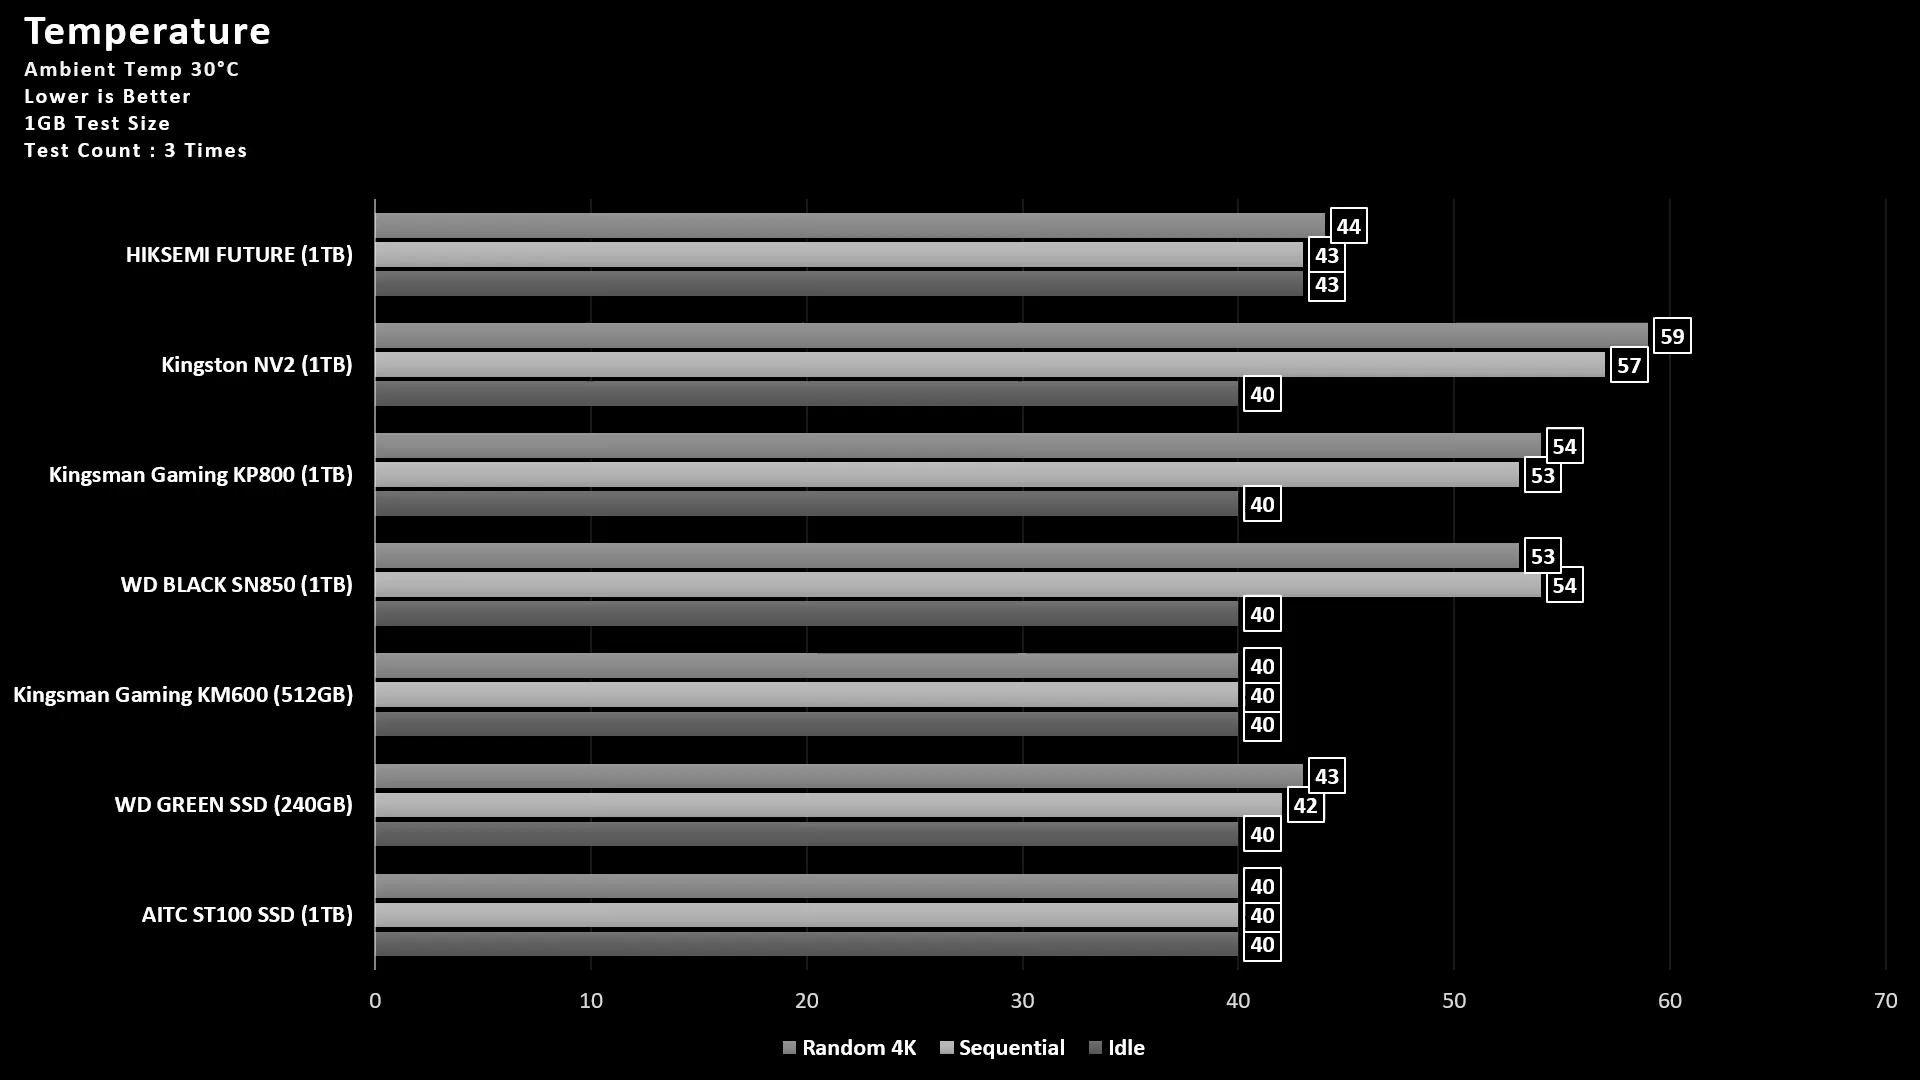 Temperature
Ambient Temp 30°C
Lower is Better
1GB Test Size
Test Count : 3 Times
HIKSEMI FUTURE (1TB)
44
43
43
Kingston NV2 (1TB)
59
57
40
Kingsman Gaming KP800 (1TB)
54
53
40
WD BLACK SN850 (1TB)
53
54
40
Kingsman Gaming KM600 (512GB)
40
40
40
WD GREEN SSD (240GB)
43
42
40
AITC ST100 SSD (1TB)
40
40
40
0 10 20 30 40 50 60 70
Random 4K Sequential Idle